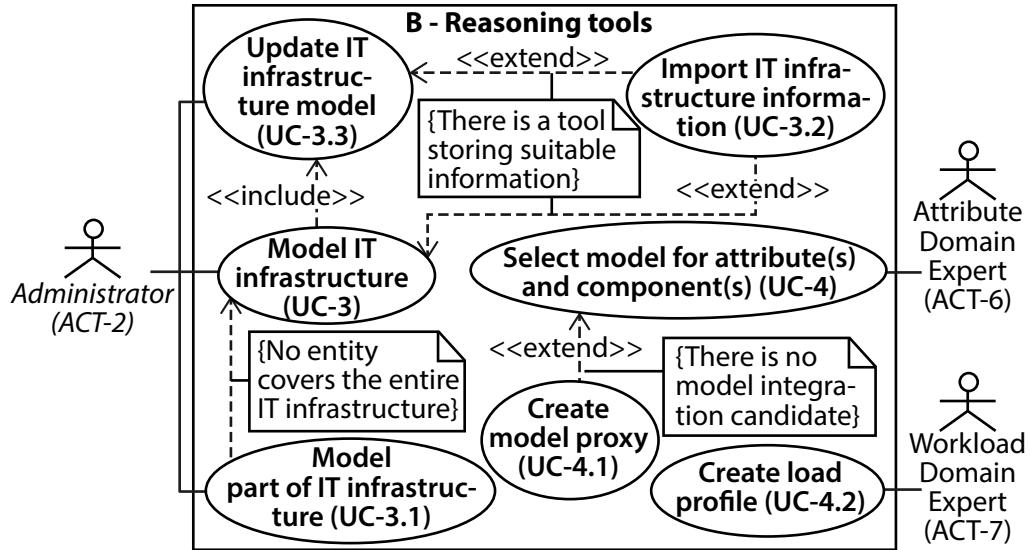 B - Reasoning tools
Update IT
infrastruc-
ture model
(UC-3.3)
<<extend>>
Import IT infra-
structure informa-
tion (UC-3.2)
{There is a tool
storing suitable
information}
<<include>>
<<extend>>
Administrator
(ACT-2)
Model IT
infrastructure
(UC-3)
Select model for attribute(s)
and component(s) (UC-4)
Attribute
Domain
Expert
(ACT-6)
{No entity
covers the entire
IT infrastructure}
<<extend>>
{There is no
model integra-
tion candidate}
Create
model proxy
(UC-4.1)
Model
part of IT infrastruc-
ture (UC-3.1)
Create load
profile (UC-4.2)
Workload
Domain
Expert
(ACT-7)